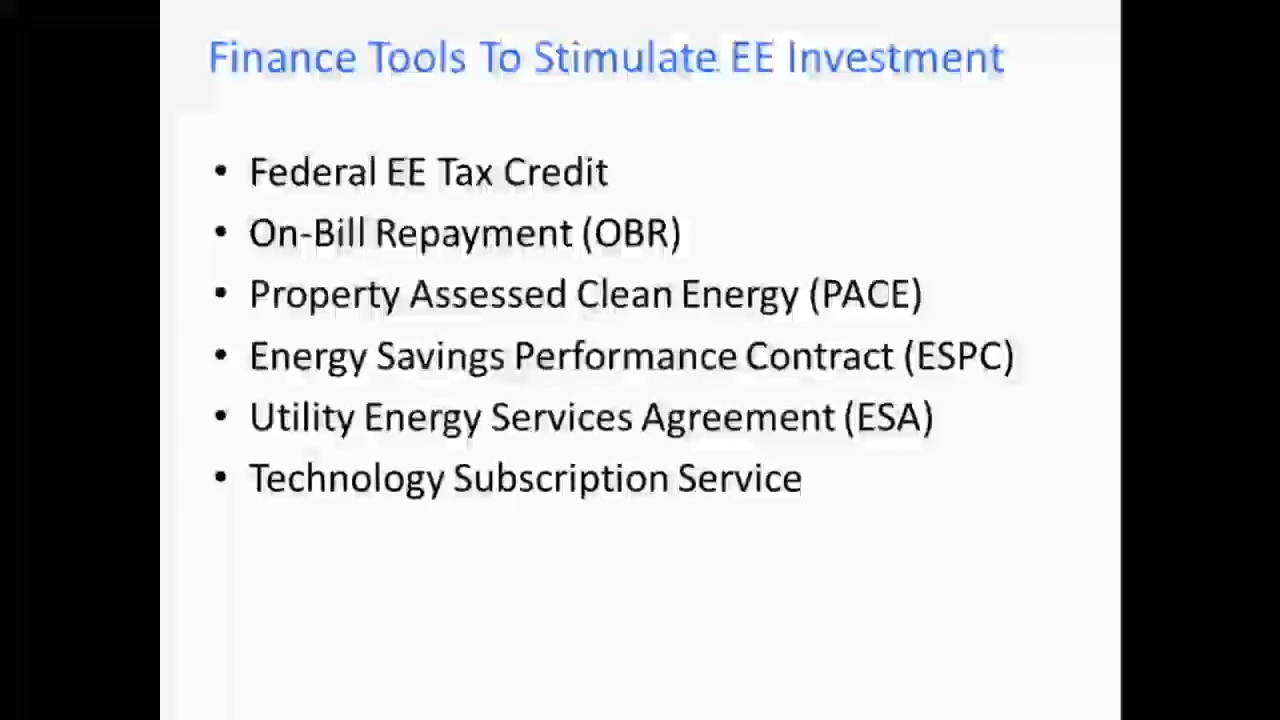 Finance Tools To Stimulate EE Investment
• Federal EE Tax Credit
• On-Bill Repayment (OBR)
• Property Assessed Clean Energy (PACE)
• Energy Savings Performance Contract (ESPC)
• Utility Energy Services Agreement (ESA)
• Technology Subscription Service